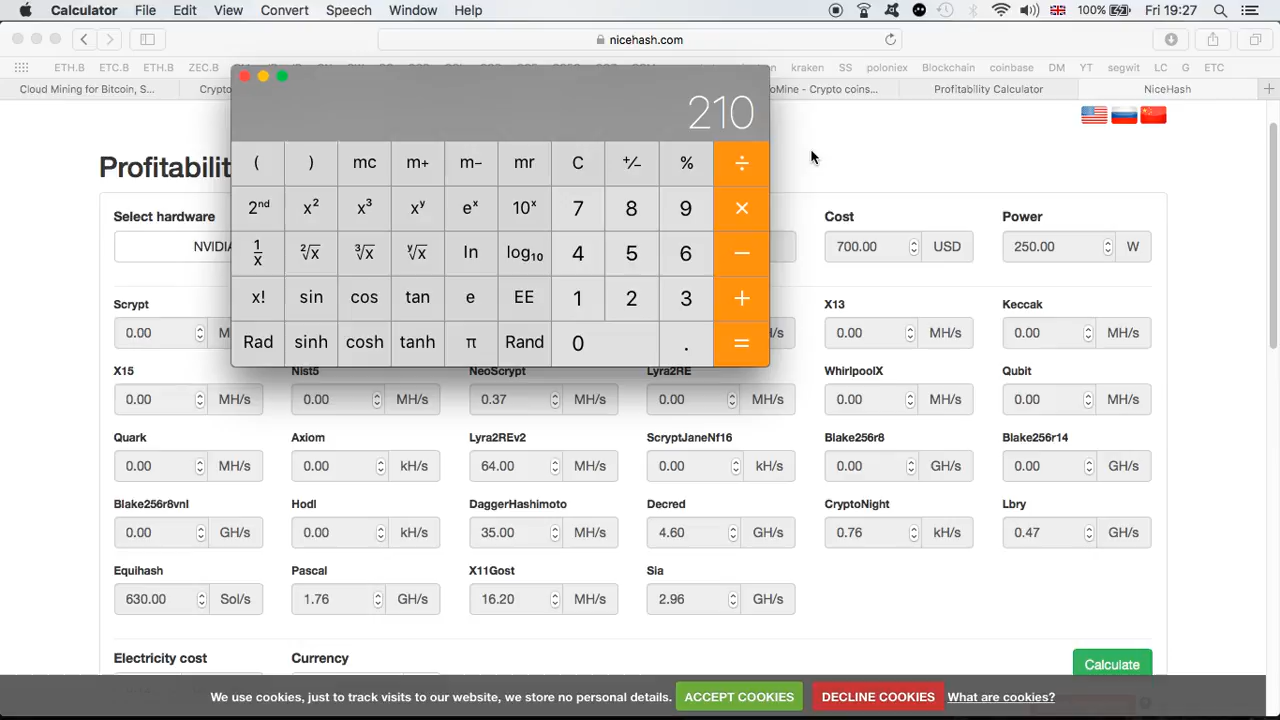 Calculator File Edit View Convert Speech Window Help 100% Fri 19:27
nicehash.com
ETH.B ETC.B ETH.B ZEC.B kraken SS poloniex Blockchain coinbase DM YT segwit LC G ETC
Cloud Mining for Bitcoin, S... Crypto oMine - Crypto coins... Profitability Calculator NiceHash
210
( ) mc m+ m− mr C +/− % ÷
2nd x² x³ xʸ eˣ 10ˣ 7 8 9 ×
1/x ²√x ³√x ʸ√x ln log₁₀ 4 5 6 −
x! sin cos tan e EE 1 2 3 +
Rad sinh cosh tanh π Rand 0 . =
Profitabilit
Select hardware Cost Power
NVIDIA 700.00 USD 250.00 W
Scrypt X13 Keccak
0.00 M H/s 0.00 MH/s 0.00 MH/s
X15 Nist5 NeoScrypt Lyra2RE WhirlpoolX Qubit
0.00 MH/s 0.00 MH/s 0.37 MH/s 0.00 MH/s 0.00 MH/s 0.00 MH/s
Quark Axiom Lyra2REv2 ScryptJaneNf16 Blake256r8 Blake256r14
0.00 MH/s 0.00 kH/s 64.00 MH/s 0.00 kH/s 0.00 GH/s 0.00 GH/s
Blake256r8vnl Hodl DaggerHashimoto Decred CryptoNight Lbry
0.00 GH/s 0.00 kH/s 35.00 MH/s 4.60 GH/s 0.76 kH/s 0.47 GH/s
Equihash Pascal X11Gost Sia
630.00 Sol/s 1.76 GH/s 16.20 MH/s 2.96 GH/s
Electricity cost Currency
Calculate
We use cookies, just to track visits to our website, we store no personal details. ACCEPT COOKIES DECLINE COOKIES What are cookies?